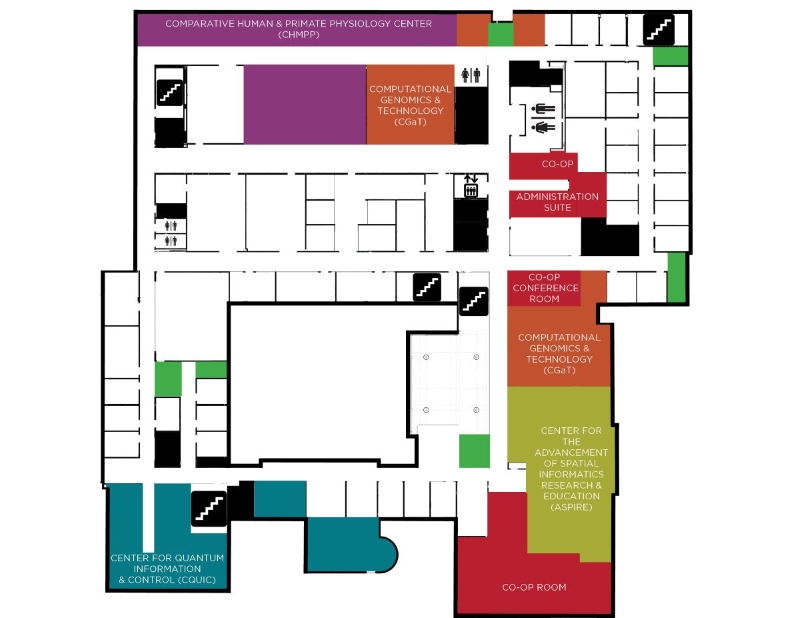 COMPARATIVE HUMAN & PRIMATE PHYSIOLOGY CENTER
(CHMPP)
COMPUTATIONAL
GENOMICS &
TECHNOLOGY
(CGaT)
CO-OP
ADMINISTRATION
SUITE
CO-OP
CONFERENCE
ROOM
COMPUTATIONAL
GENOMICS &
TECHNOLOGY
(CGaT)
CENTER FOR
THE
ADVANCEMENT
OF SPATIAL
INFORMATICS
RESEARCH &
EDUCATION
(ASPIRE)
CENTER FOR QUANTUM
INFORMATION
& CONTROL (CQUIC)
CO-OP ROOM